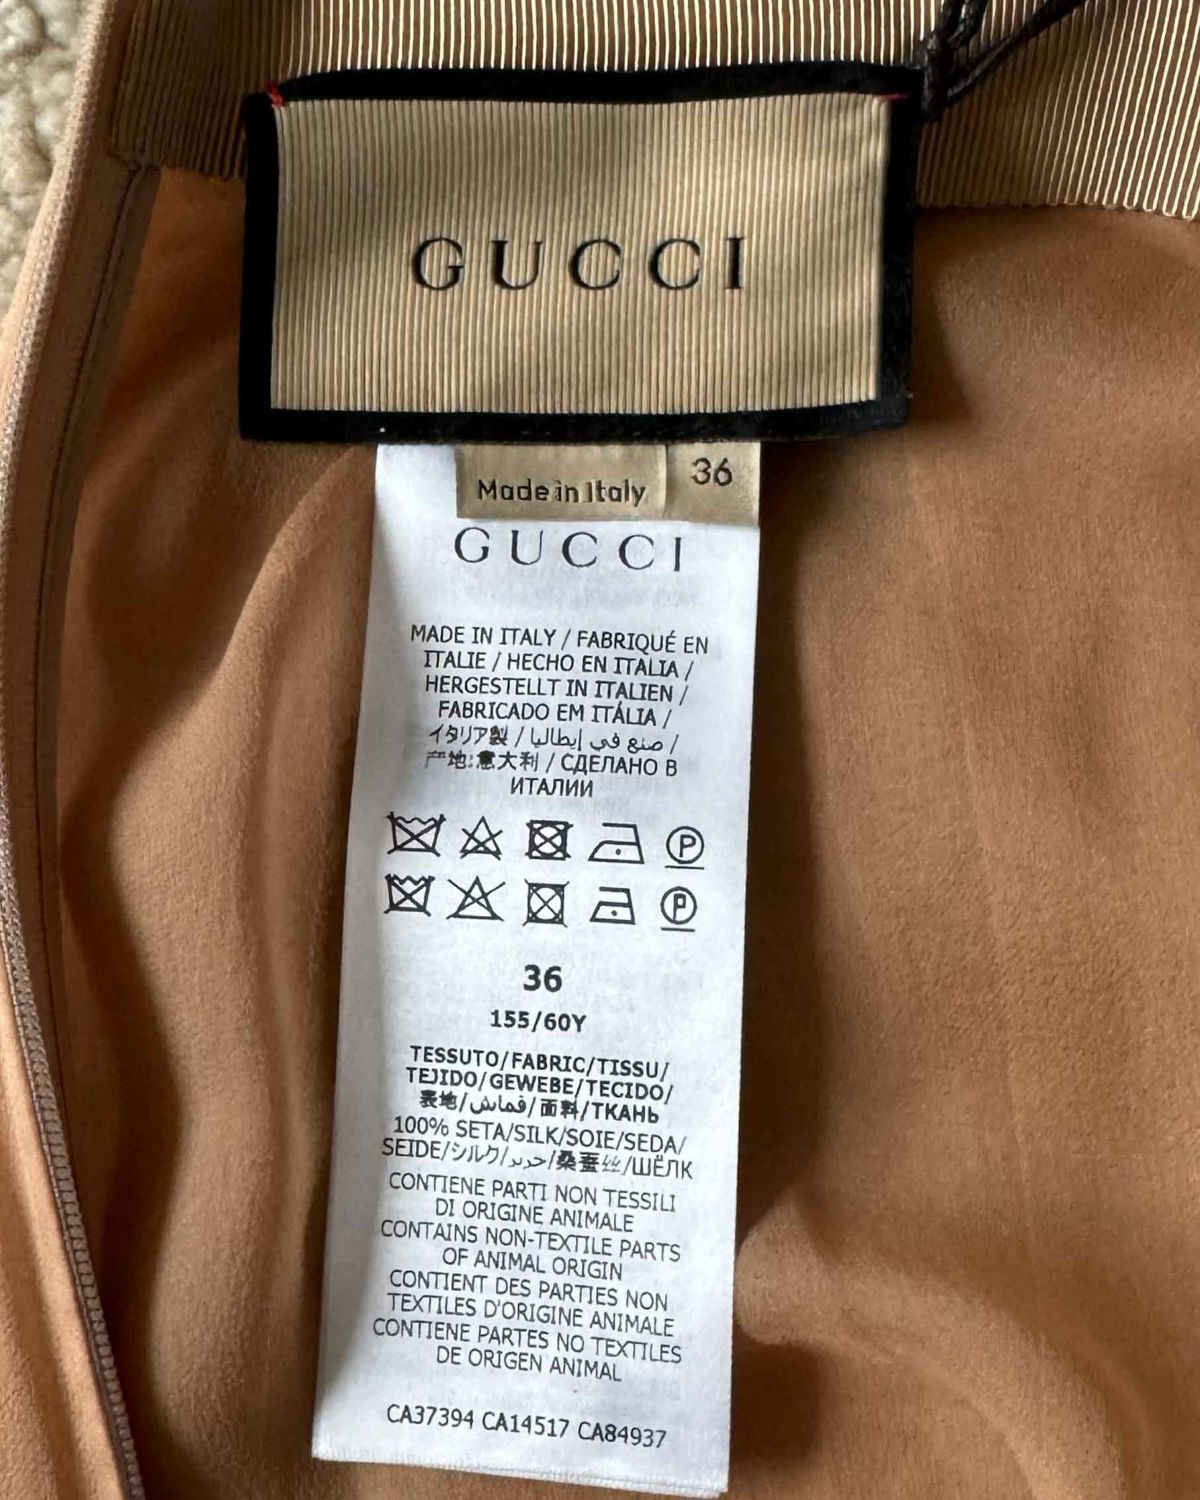 GUCCI
Made in Italy 36
GUCCI
MADE IN ITALY / FABRIQUÉ EN
ITALIE / HECHO EN ITALIA /
HERGESTELLT IN ITALIEN /
FABRICADO EM ITÁLIA /
イタリア製 / صنع في إيطاليا /
产地:意大利 / СДЕЛАНО В
ИТАЛИИ
P
P
36
155/60Y
TESSUTO/FABRIC/TISSU/
TEJIDO/GEWEBE/TECIDO/
表地/قماش/面料/ТКАНЬ
100% SETA/SILK/SOIE/SEDA/
SEIDE/シルク/حرير/桑蚕丝/ШЁЛК
CONTIENE PARTI NON TESSILI
DI ORIGINE ANIMALE
CONTAINS NON-TEXTILE PARTS
OF ANIMAL ORIGIN
CONTIENT DES PARTIES NON
TEXTILES D'ORIGINE ANIMALE
CONTIENE PARTES NO TEXTILES
DE ORIGEN ANIMAL
CA37394 CA14517 CA84937